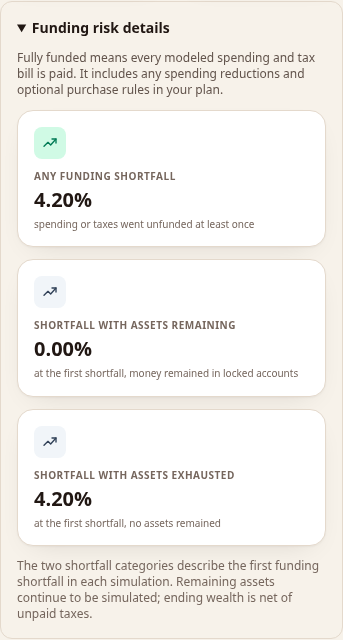 ▼ Funding risk details
Fully funded means every modeled spending and tax
bill is paid. It includes any spending reductions and
optional purchase rules in your plan.
ANY FUNDING SHORTFALL
4.20%
spending or taxes went unfunded at least once
SHORTFALL WITH ASSETS REMAINING
0.00%
at the first shortfall, money remained in locked accounts
SHORTFALL WITH ASSETS EXHAUSTED
4.20%
at the first shortfall, no assets remained
The two shortfall categories describe the first funding
shortfall in each simulation. Remaining assets
continue to be simulated; ending wealth is net of
unpaid taxes.